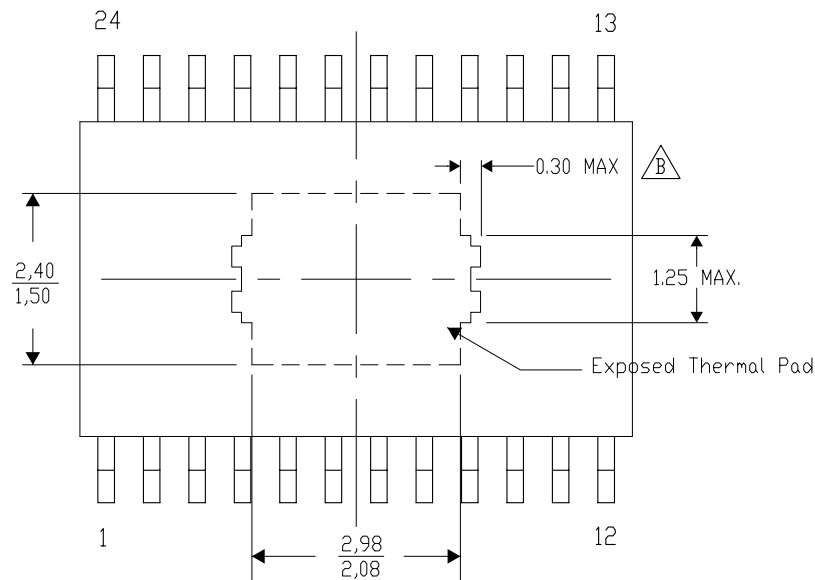 24
13
0.30 MAX
B
2,40
1,50
1.25 MAX.
Exposed Thermal Pad
1
12
2,98
2,08